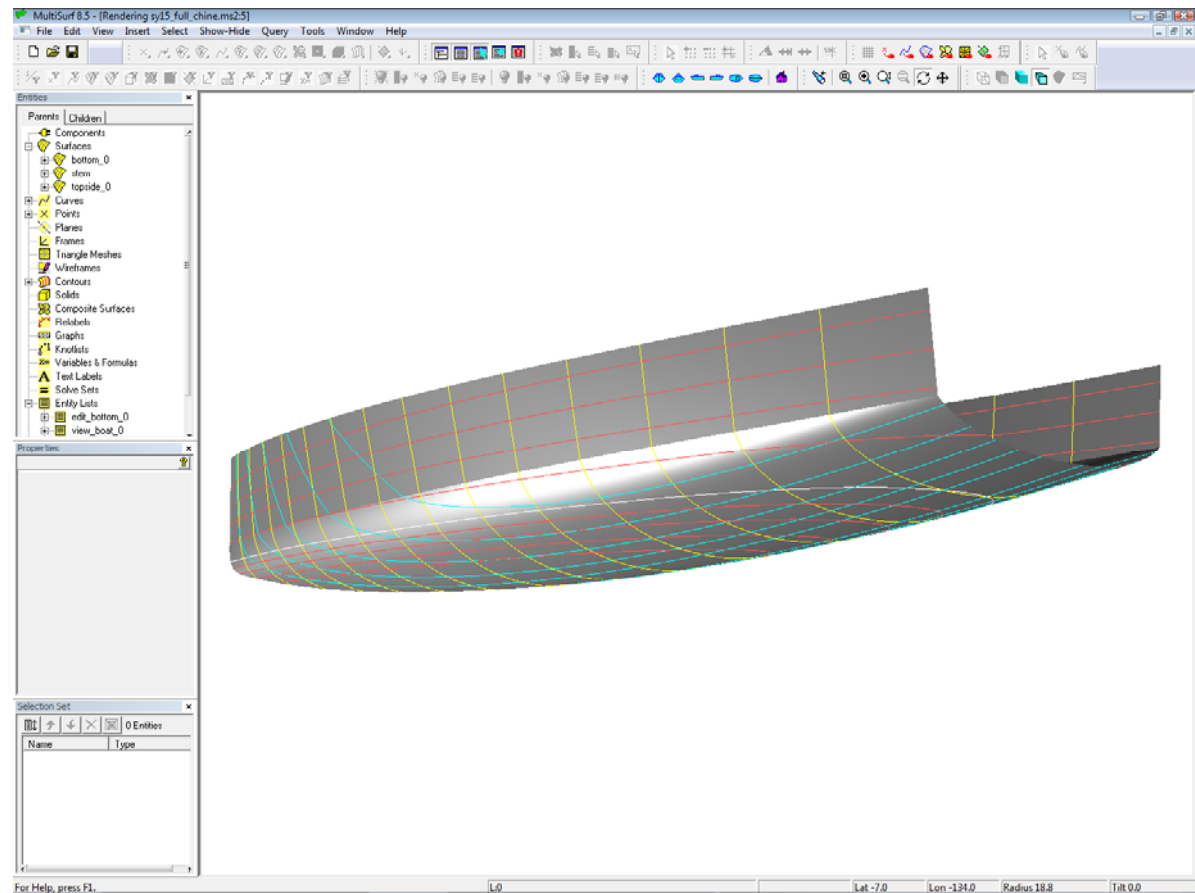 MultiSurf 8.5 - [Rendering sy15_full_chine.ms2:5]
File Edit View Insert Select Show-Hide Query Tools Window Help
Entities
Parents Children
Components
Surfaces
bottom_0
stem
topside_0
Curves
Points
Planes
Frames
Triangle Meshes
Wireframes
Contours
Solids
Composite Surfaces
Relabels
Graphs
Knotlists
Variables & Formulas
Text Labels
Solve Sets
Entity Lists
edit_bottom_0
view_boat_0
Properties
Selection Set
0 Entities
Name Type
For Help, press F1. L:0 Lat -7.0 Lon -134.0 Radius 18.8 Tilt 0.0